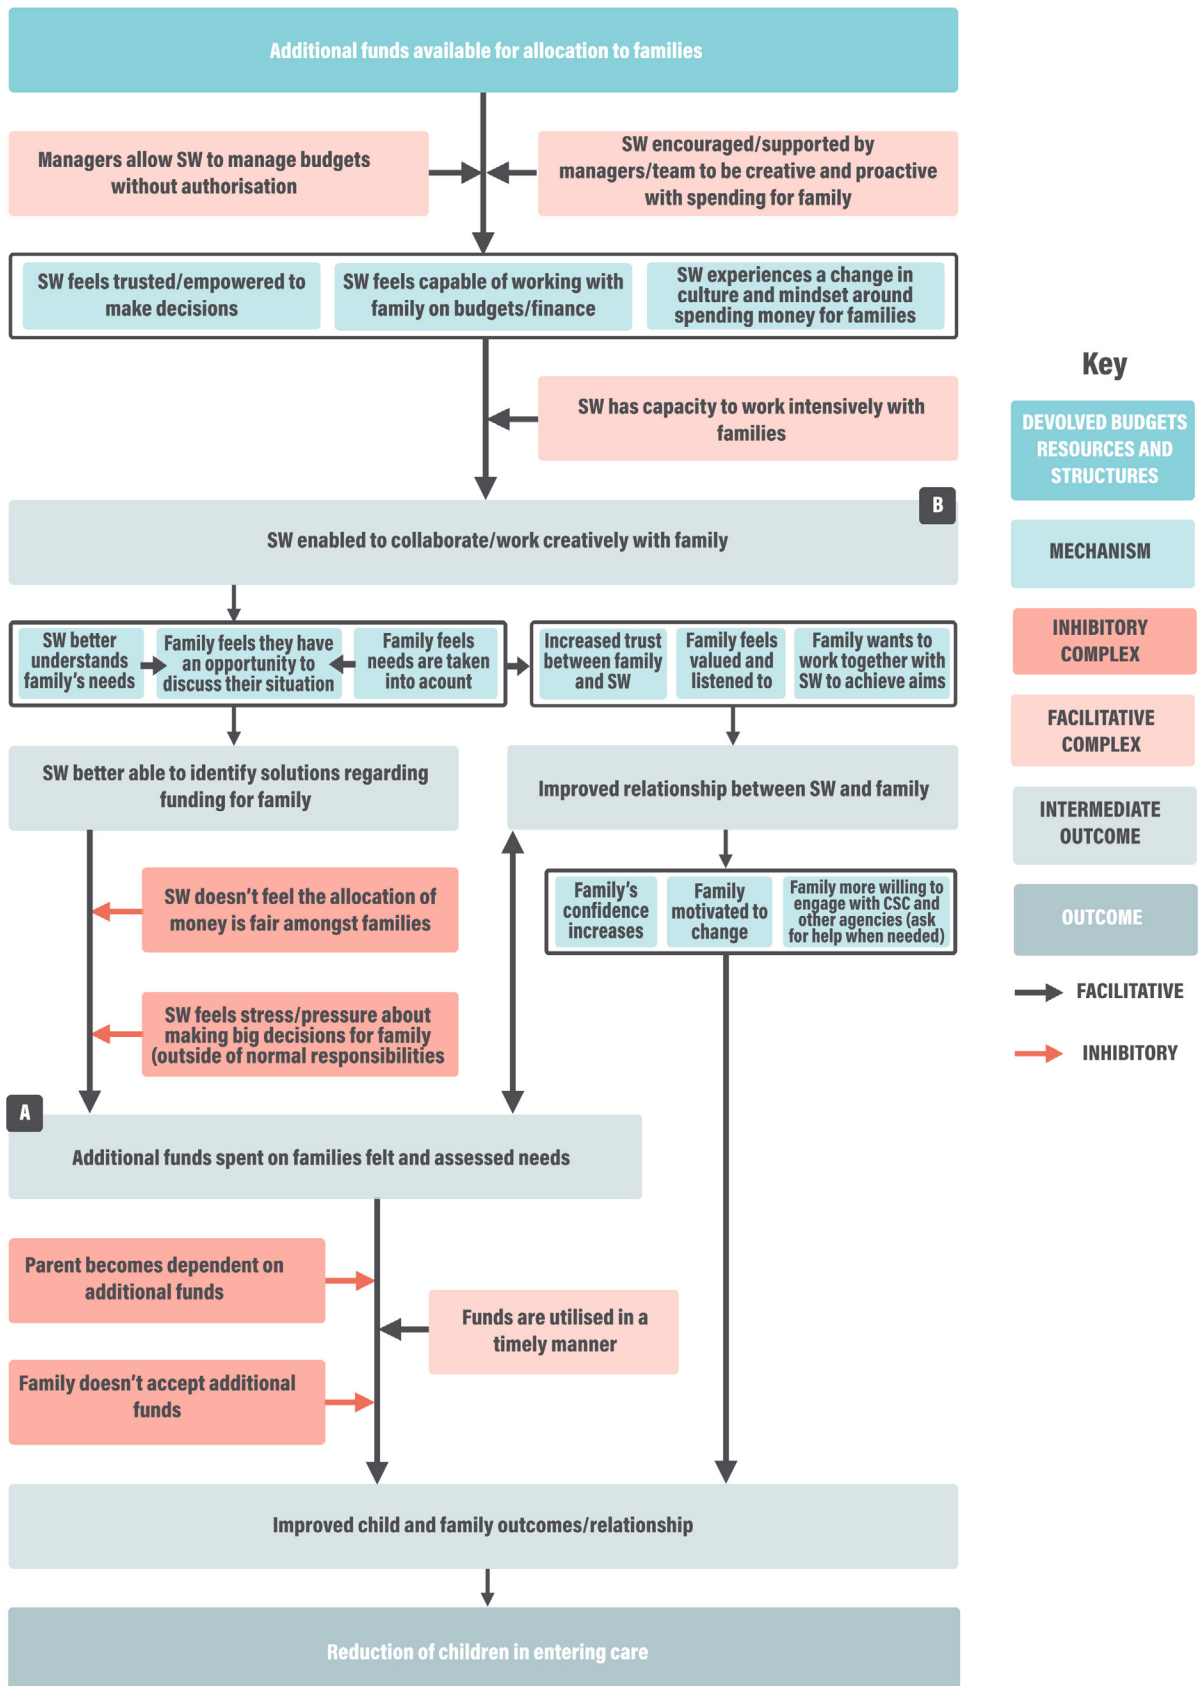 Additional funds available for allocation to families
Managers allow SW to manage budgets
without authorisation
SW encouraged/supported by
managers/team to be creative and proactive
with spending for family
SW feels trusted/empowered to
make decisions
SW feels capable of working with
family on budgets/finance
SW experiences a change in
culture and mindset around
spending money for families
SW has capacity to work intensively with
families
B
SW enabled to collaborate/work creatively with family
SW better
understands
family's needs
Family feels they have
an opportunity to
discuss their situation
Family feels
needs are taken
into acount
Increased trust
between family
and SW
Family feels
valued and
listened to
Family wants to
work together with
SW to achieve aims
SW better able to identify solutions regarding
funding for family
Improved relationship between SW and family
SW doesn't feel the allocation of
money is fair amongst families
Family's
confidence
increases
Family
motivated to
change
Family more willing to
engage with CSC and
other agencies (ask
for help when needed)
SW feels stress/pressure about
making big decisions for family
(outside of normal responsibilities
A
Additional funds spent on families felt and assessed needs
Parent becomes dependent on
additional funds
Funds are utilised in a
timely manner
Family doesn't accept additional
funds
Improved child and family outcomes/relationship
Reduction of children in entering care
Key
DEVOLVED BUDGETS
RESOURCES AND
STRUCTURES
MECHANISM
INHIBITORY
COMPLEX
FACILITATIVE
COMPLEX
INTERMEDIATE
OUTCOME
OUTCOME
FACILITATIVE
INHIBITORY